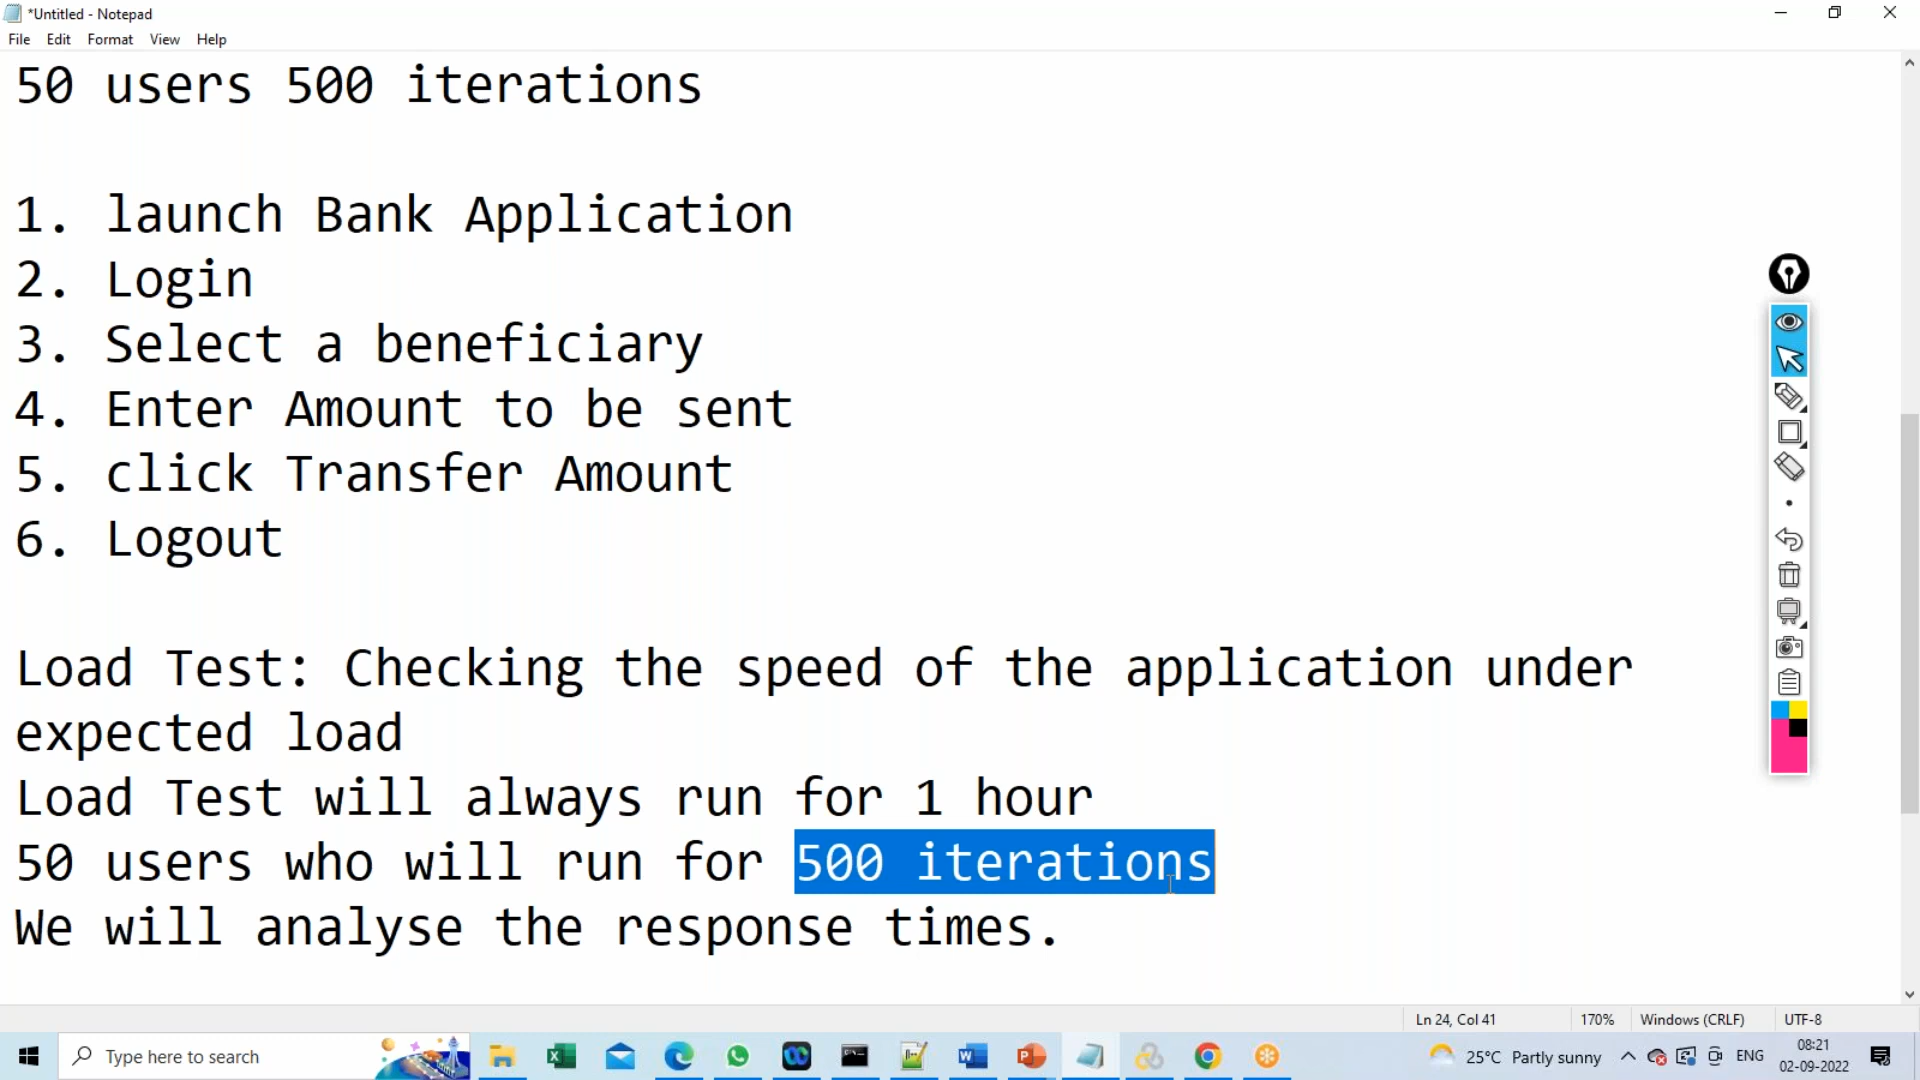 *Untitled - Notepad
File Edit Format View Help
50 users 500 iterations
1. launch Bank Application
2. Login
3. Select a beneficiary
4. Enter Amount to be sent
5. click Transfer Amount
6. Logout
Load Test: Checking the speed of the application under
expected load
Load Test will always run for 1 hour
50 users who will run for 500 iterations
We will analyse the response times.
Ln 24, Col 41 170% Windows (CRLF) UTF-8
Type here to search
25°C Partly sunny ENG
08:21
02-09-2022